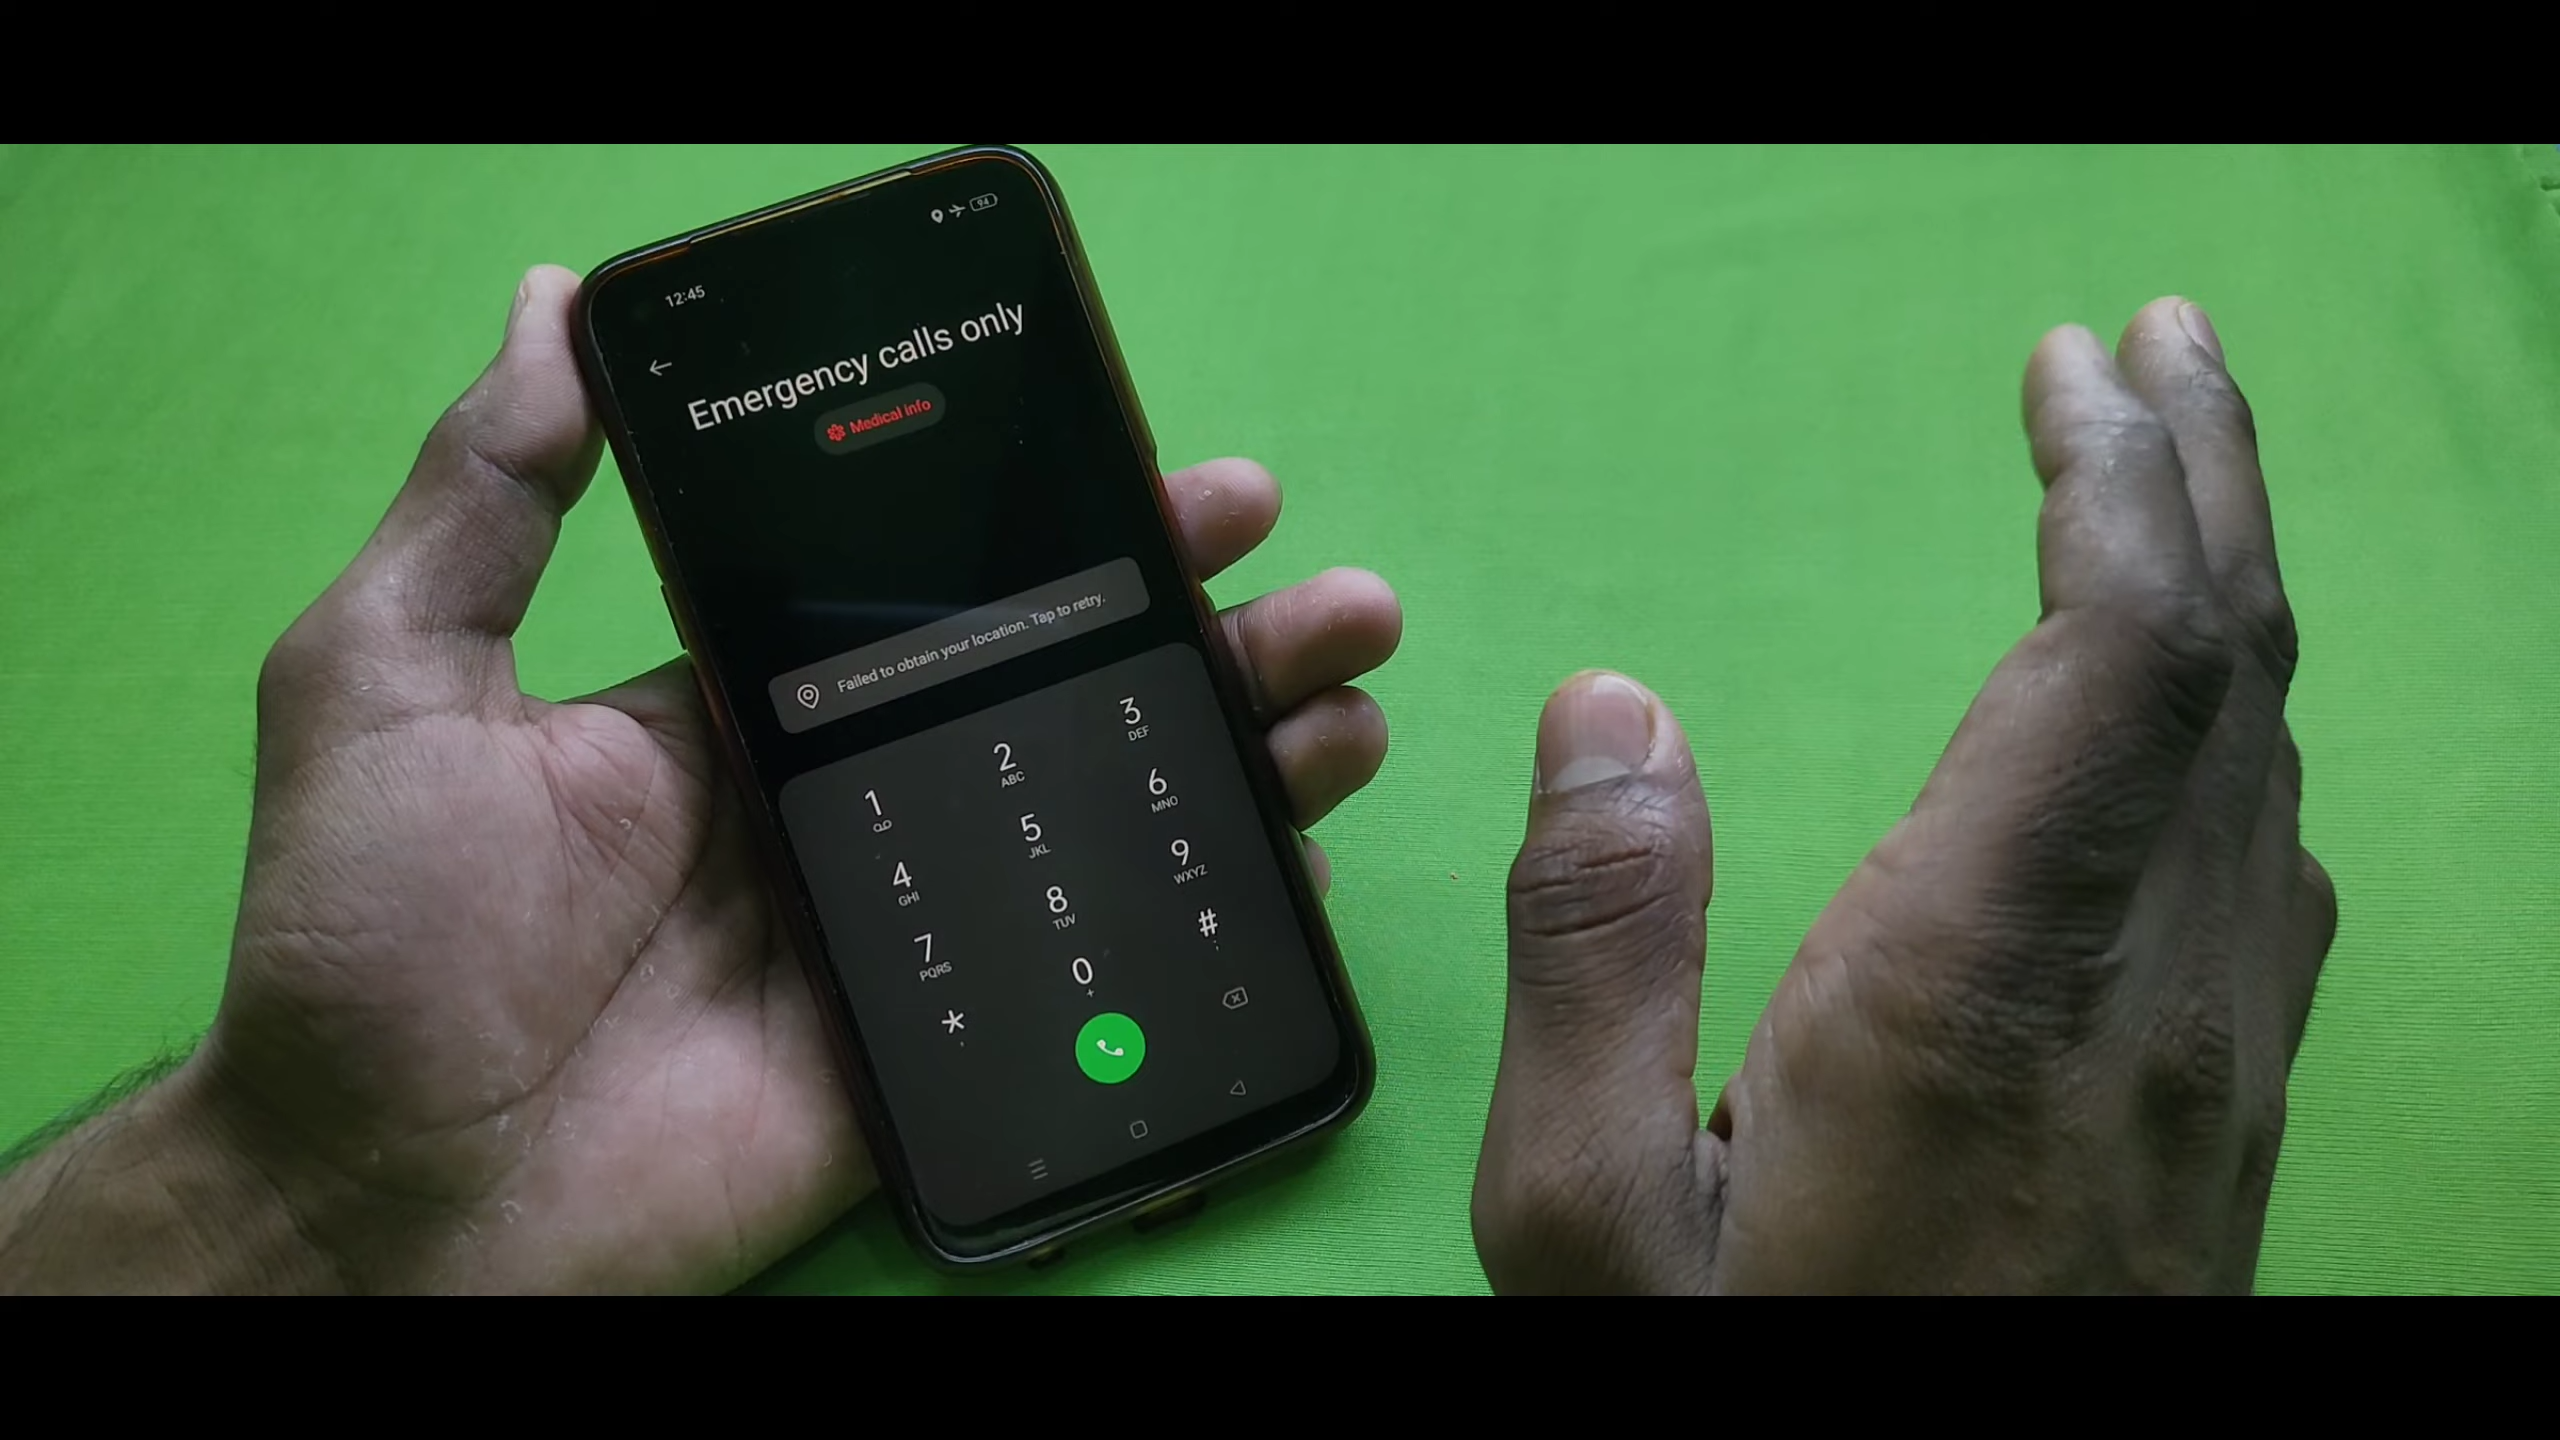 94
12:45
Emergency calls only
Medical info
Failed to obtain your location. Tap to retry.
1 2 3
ABC DEF
4 5 6
GHI JKL MNO
7 8 9
PQRS TUV WXYZ
* 0 #
, + ;